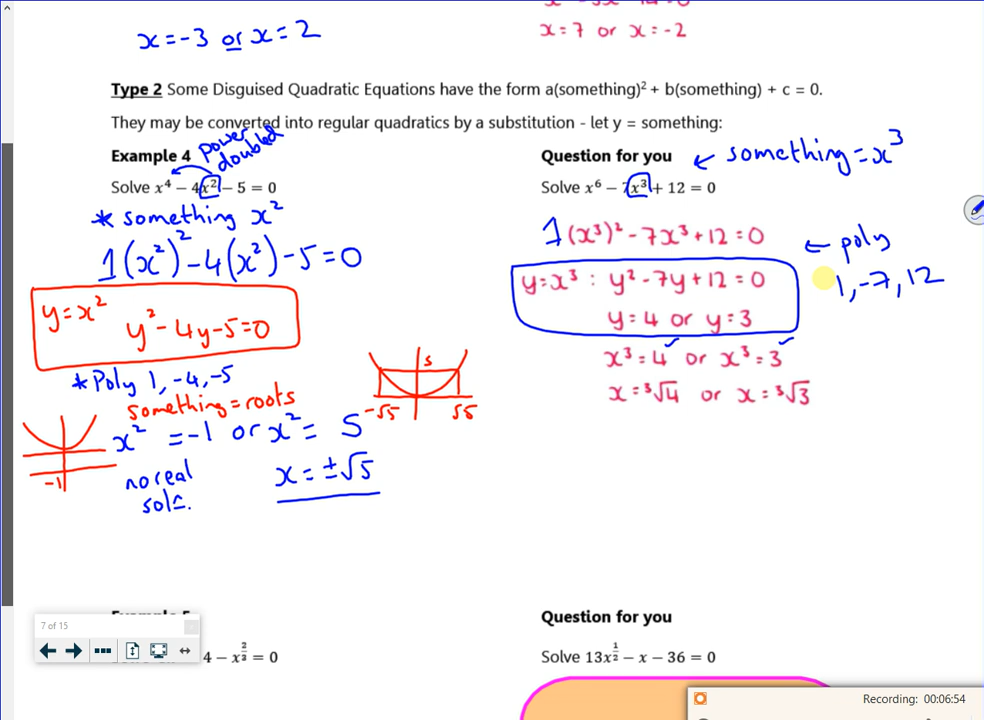 x = -3 or x = 2
x = 7 or x = -2
Type 2 Some Disguised Quadratic Equations have the form a(something)² + b(something) + c = 0.
They may be converted into regular quadratics by a substitution - let y = something:
Example 4
power doubled
Solve x⁴ − 4x² − 5 = 0
* something x²
1(x²)² - 4(x²) - 5 = 0
y = x²
y² - 4y - 5 = 0
* Poly 1, -4, -5
something = roots
x² = -1 or x² = 5
no real
solⁿ.
x = ±√5
-1
5
-√5
√5
Question for you
← something = x³
Solve x⁶ − 7x³ + 12 = 0
1(x³)² - 7x³ + 12 = 0
← poly
1, -7, 12
y = x³ : y² - 7y + 12 = 0
y = 4 or y = 3
x³ = 4 or x³ = 3
x = ³√4 or x = ³√3
7 of 15
4 − x^(2/3) = 0
Question for you
Solve 13x^(1/2) − x − 36 = 0
Recording: 00:06:54